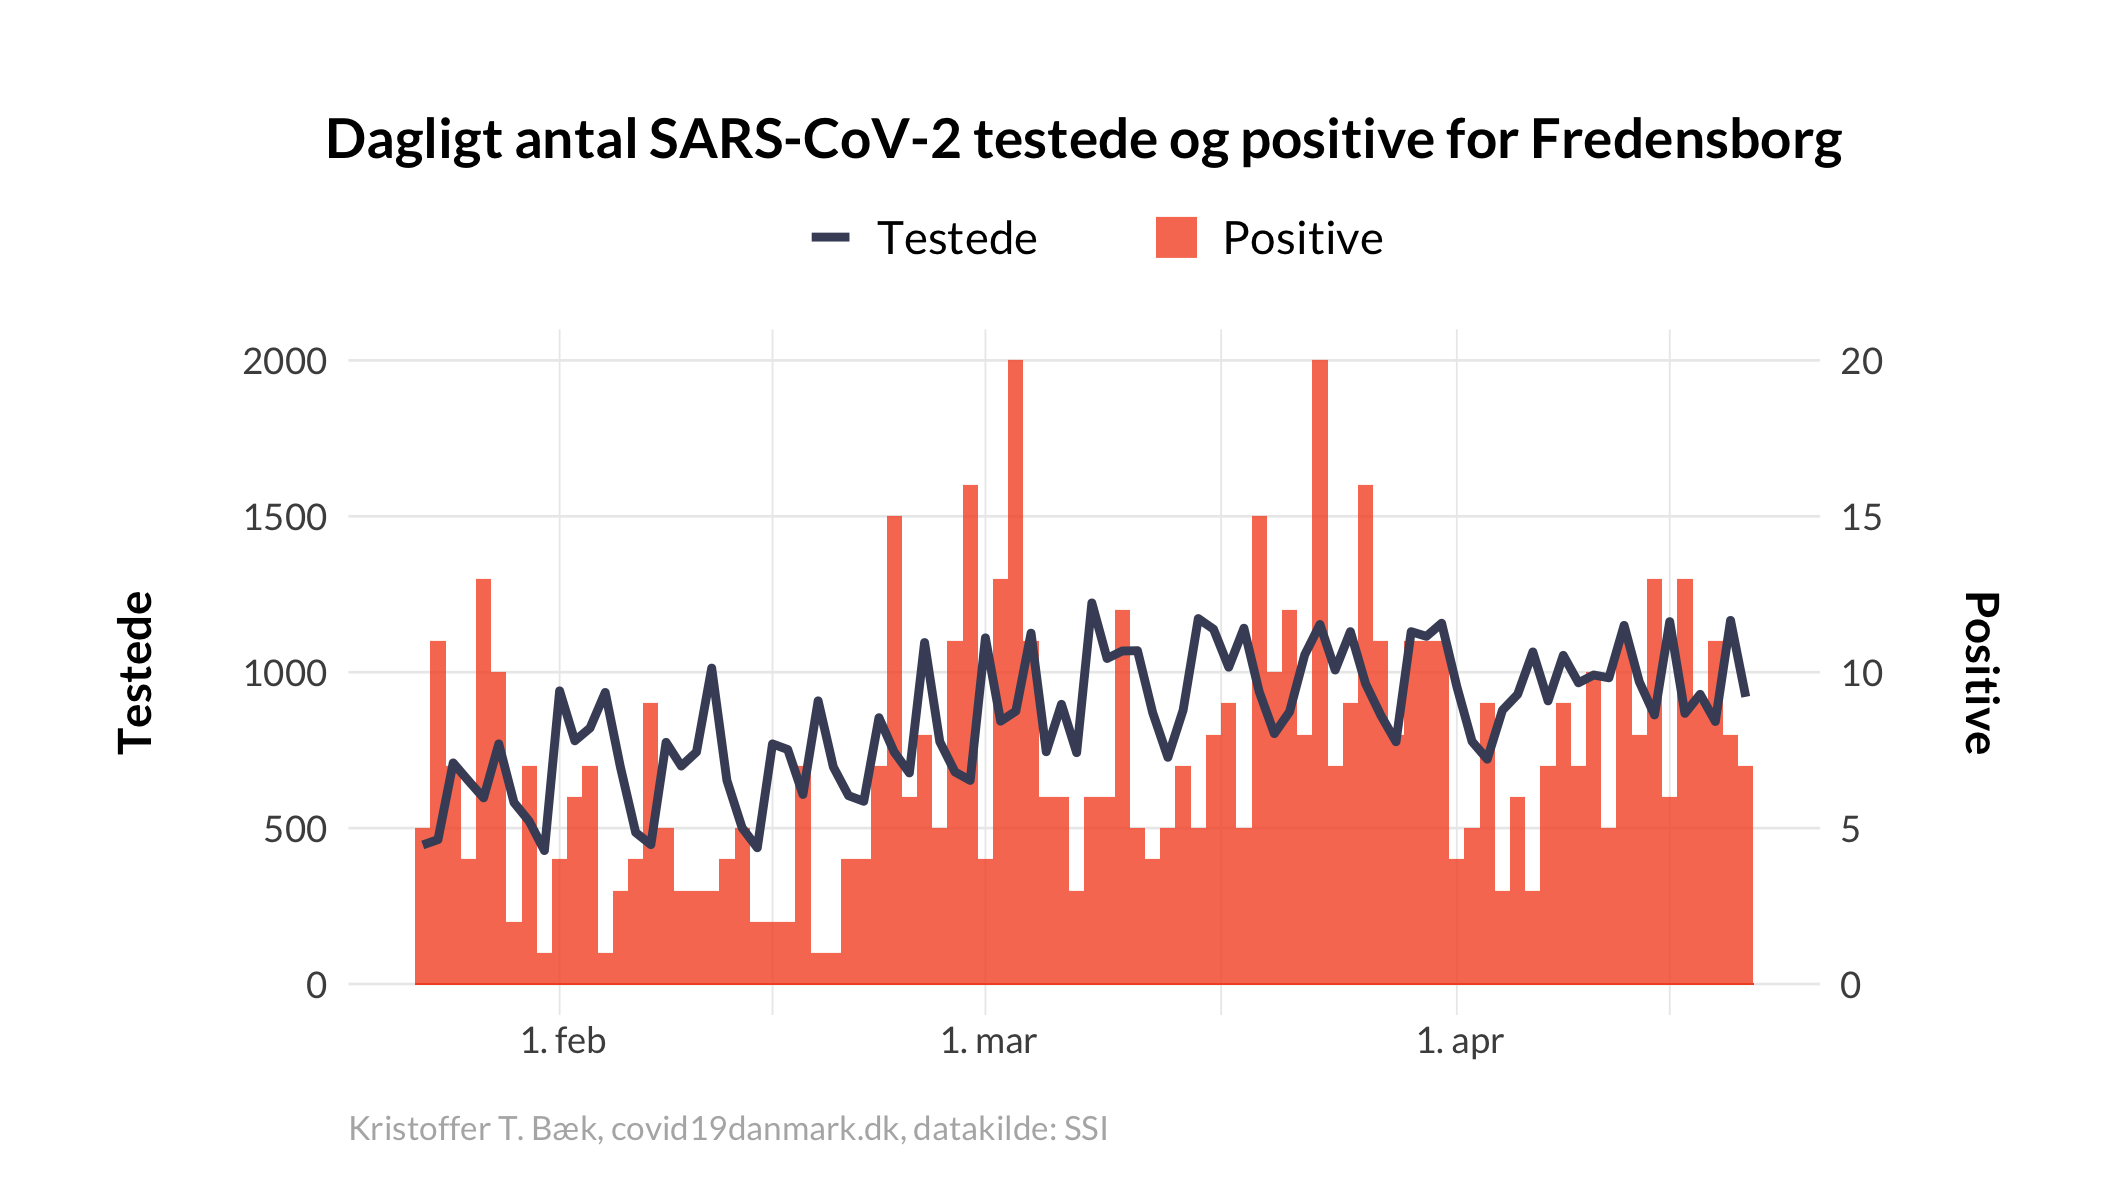 Dagligt antal SARS-CoV-2 testede og positive for Fredensborg
Testede Positive
2000 20
1500 15
1000 10
500 5
0 0
Testede
Positive
1. feb 1. mar 1. apr
Kristoffer T. Bæk, covid19danmark.dk, datakilde: SSI